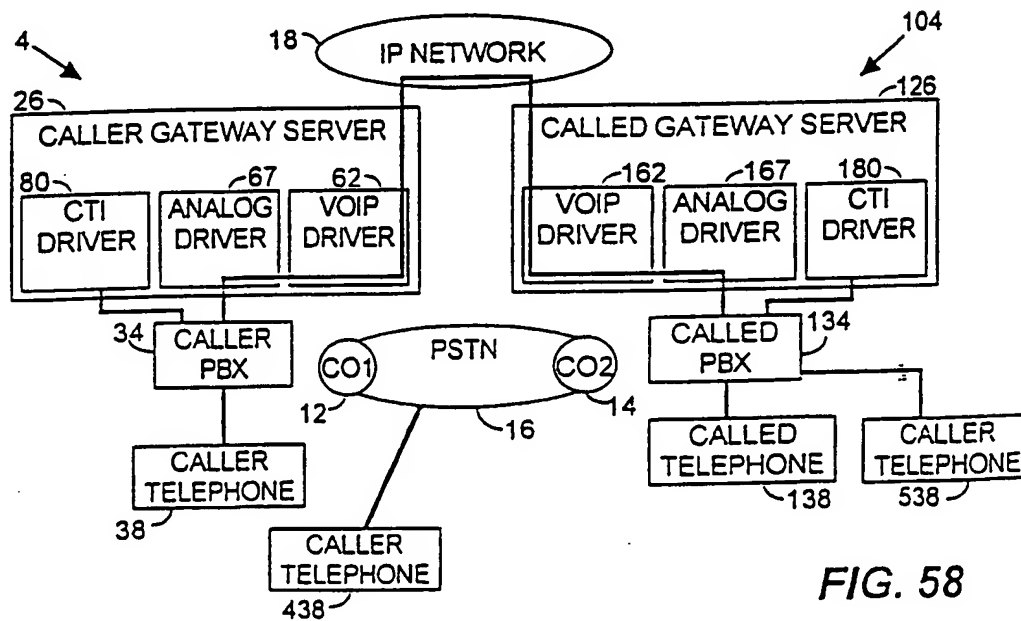 4
18
IP NETWORK
104
26
126
CALLER GATEWAY SERVER
CALLED GATEWAY SERVER
80
67
62
162
167
180
CTI
DRIVER
ANALOG
DRIVER
VOIP
DRIVER
VOIP
DRIVER
ANALOG
DRIVER
CTI
DRIVER
34
CALLER
PBX
CO1
PSTN
CO2
CALLED
PBX
134
12
16
14
CALLER
TELEPHONE
38
CALLED
TELEPHONE
138
CALLER
TELEPHONE
538
CALLER
TELEPHONE
438
FIG. 58